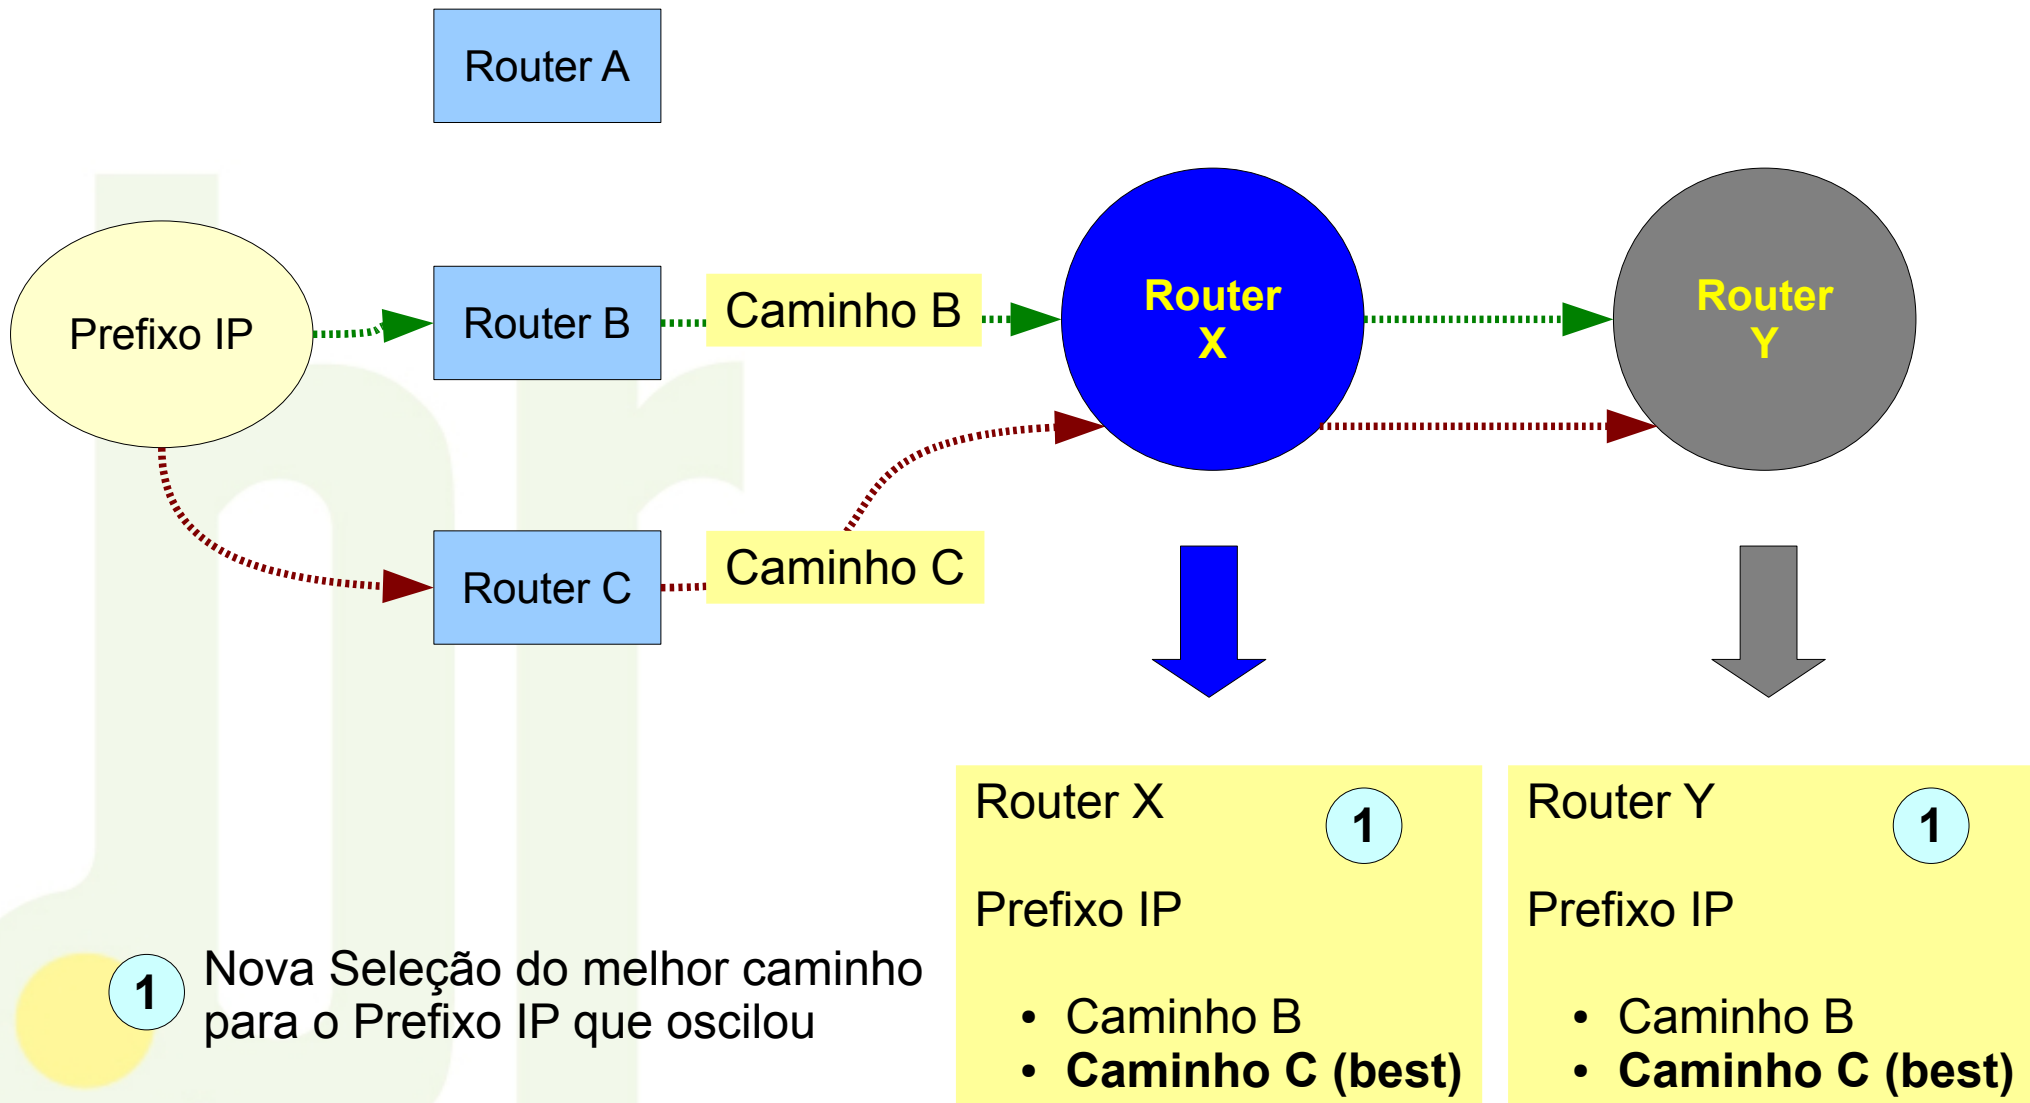 Router A
Prefixo IP
Router B
Caminho B
Router
X
Router
Y
Router C
Caminho C
1
Nova Seleção do melhor caminho
para o Prefixo IP que oscilou
Router X
1
Prefixo IP
• Caminho B
• Caminho C (best)
Router Y
1
Prefixo IP
• Caminho B
• Caminho C (best)